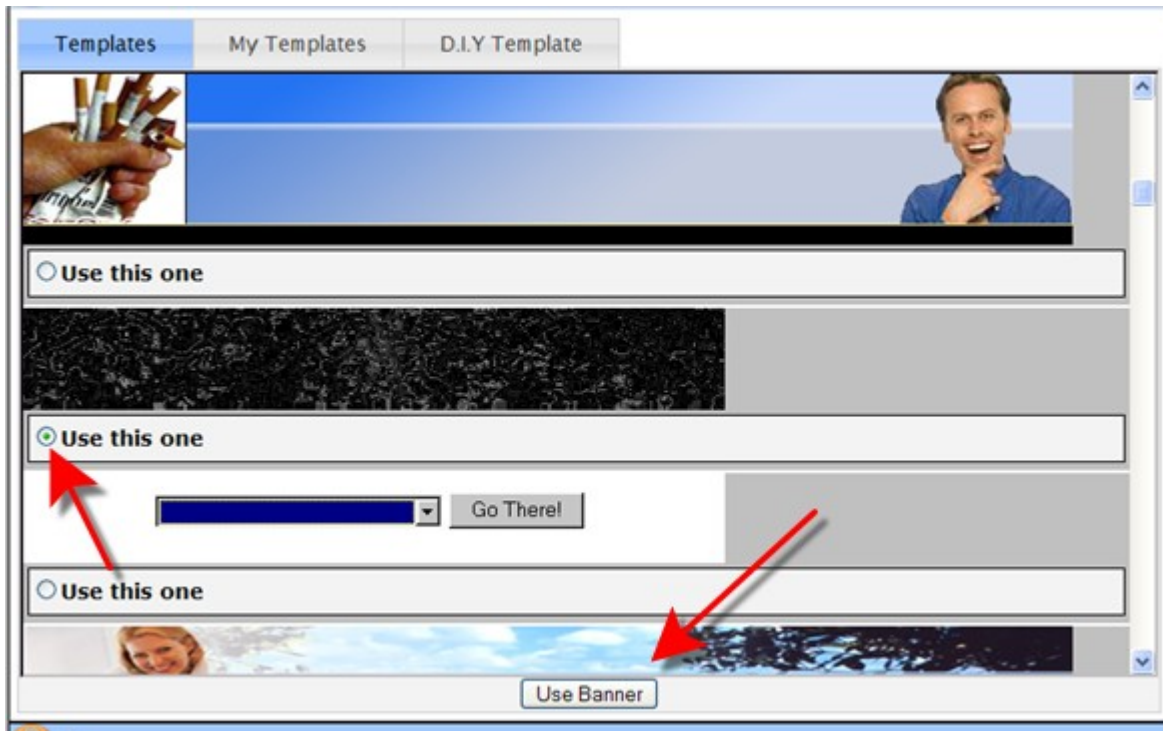 Templates My Templates D.I.Y Template
Use this one
Use this one
Go There!
Use this one
Use Banner